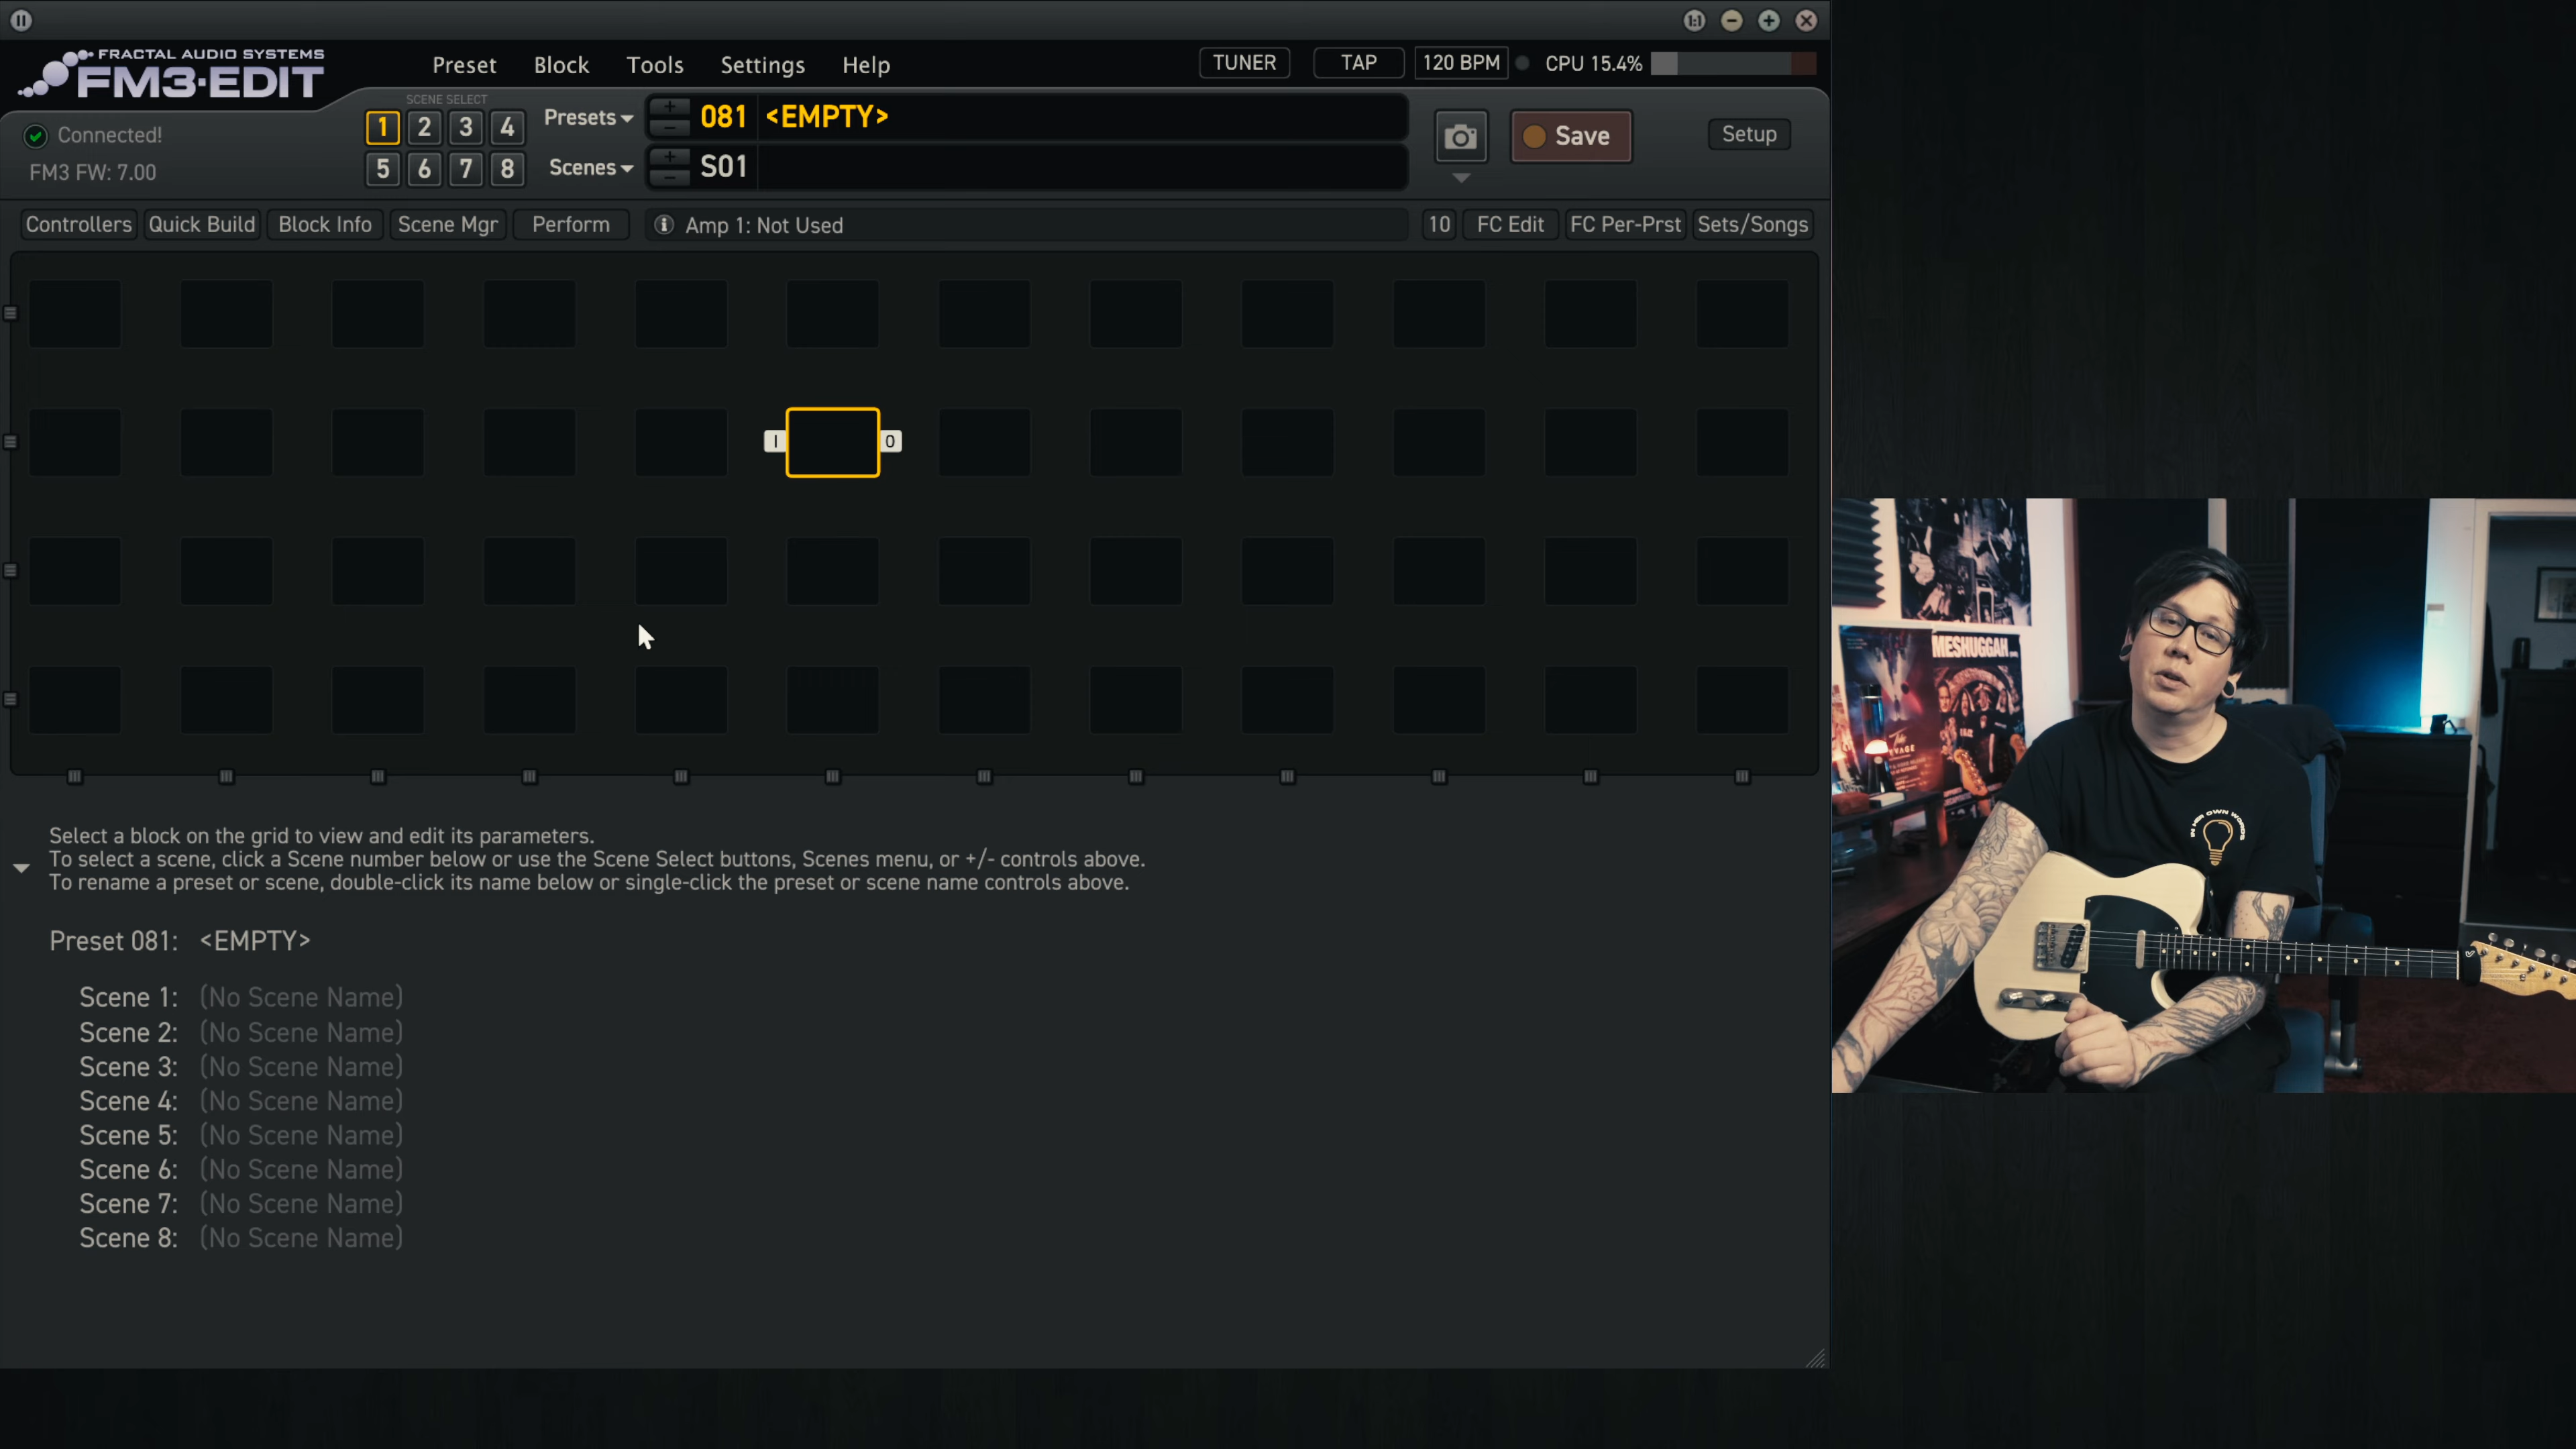 FRACTAL AUDIO SYSTEMS
FM3·EDIT
Preset Block Tools Settings Help
TUNER TAP 120 BPM CPU 15.4%
1:1
Connected!
FM3 FW: 7.00
SCENE SELECT
1 2 3 4
5 6 7 8
Presets + - 081 <EMPTY>
Scenes + - S01
Save
Setup
Controllers Quick Build Block Info Scene Mgr Perform
Amp 1: Not Used
10 FC Edit FC Per-Prst Sets/Songs
I O
Select a block on the grid to view and edit its parameters.
To select a scene, click a Scene number below or use the Scene Select buttons, Scenes menu, or +/- controls above.
To rename a preset or scene, double-click its name below or single-click the preset or scene name controls above.
Preset 081: <EMPTY>
Scene 1: (No Scene Name)
Scene 2: (No Scene Name)
Scene 3: (No Scene Name)
Scene 4: (No Scene Name)
Scene 5: (No Scene Name)
Scene 6: (No Scene Name)
Scene 7: (No Scene Name)
Scene 8: (No Scene Name)
MESHUGGAH
IN HER OWN WORDS